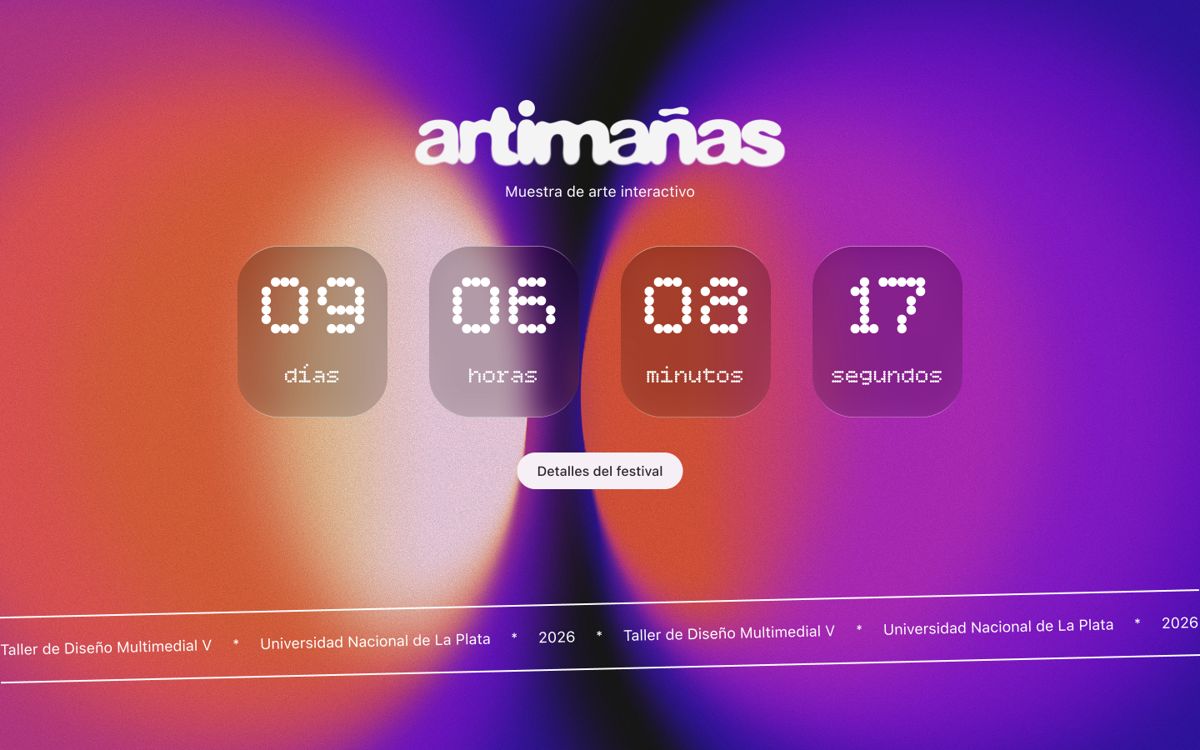 artimañas
Muestra de arte interactivo
09 06 08 17
días horas minutos segundos
Detalles del festival
Taller de Diseño Multimedial V * Universidad Nacional de La Plata * 2026 * Taller de Diseño Multimedial V * Universidad Nacional de La Plata * 2026